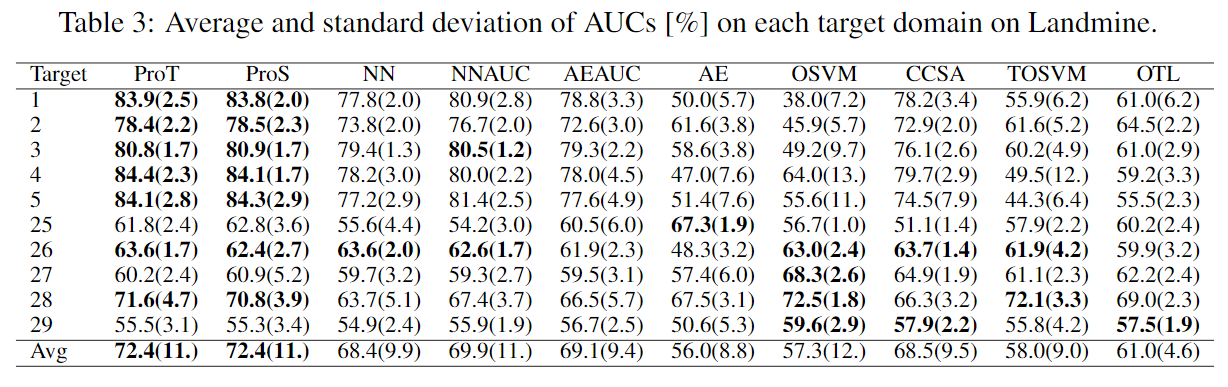 Table 3: Average and standard deviation of AUCs [%] on each target domain on Landmine.
Target ProT ProS NN NNAUC AEAUC AE OSVM CCSA TOSVM OTL
1 83.9(2.5) 83.8(2.0) 77.8(2.0) 80.9(2.8) 78.8(3.3) 50.0(5.7) 38.0(7.2) 78.2(3.4) 55.9(6.2) 61.0(6.2)
2 78.4(2.2) 78.5(2.3) 73.8(2.0) 76.7(2.0) 72.6(3.0) 61.6(3.8) 45.9(5.7) 72.9(2.0) 61.6(5.2) 64.5(2.2)
3 80.8(1.7) 80.9(1.7) 79.4(1.3) 80.5(1.2) 79.3(2.2) 58.6(3.8) 49.2(9.7) 76.1(2.6) 60.2(4.9) 61.0(2.9)
4 84.4(2.3) 84.1(1.7) 78.2(3.0) 80.0(2.2) 78.0(4.5) 47.0(7.6) 64.0(13.) 79.7(2.9) 49.5(12.) 59.2(3.3)
5 84.1(2.8) 84.3(2.9) 77.2(2.9) 81.4(2.5) 77.6(4.9) 51.4(7.6) 55.6(11.) 74.5(7.9) 44.3(6.4) 55.5(2.3)
25 61.8(2.4) 62.8(3.6) 55.6(4.4) 54.2(3.0) 60.5(6.0) 67.3(1.9) 56.7(1.0) 51.1(1.4) 57.9(2.2) 60.2(2.4)
26 63.6(1.7) 62.4(2.7) 63.6(2.0) 62.6(1.7) 61.9(2.3) 48.3(3.2) 63.0(2.4) 63.7(1.4) 61.9(4.2) 59.9(3.2)
27 60.2(2.4) 60.9(5.2) 59.7(3.2) 59.3(2.7) 59.5(3.1) 57.4(6.0) 68.3(2.6) 64.9(1.9) 61.1(2.3) 62.2(2.4)
28 71.6(4.7) 70.8(3.9) 63.7(5.1) 67.4(3.7) 66.5(5.7) 67.5(3.1) 72.5(1.8) 66.3(3.2) 72.1(3.3) 69.0(2.3)
29 55.5(3.1) 55.3(3.4) 54.9(2.4) 55.9(1.9) 56.7(2.5) 50.6(5.3) 59.6(2.9) 57.9(2.2) 55.8(4.2) 57.5(1.9)
Avg 72.4(11.) 72.4(11.) 68.4(9.9) 69.9(11.) 69.1(9.4) 56.0(8.8) 57.3(12.) 68.5(9.5) 58.0(9.0) 61.0(4.6)